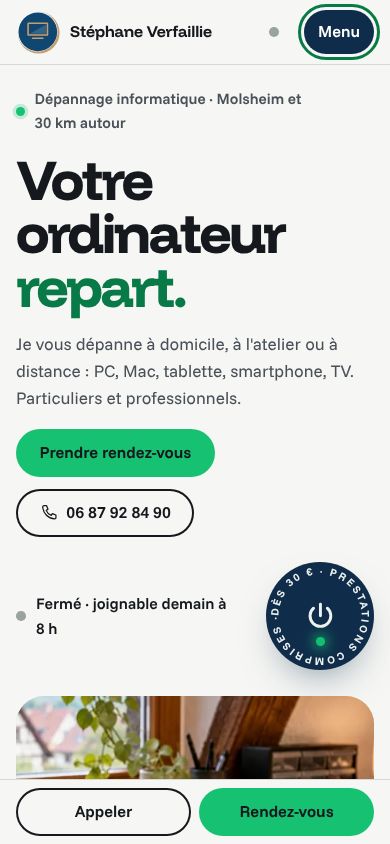 Stéphane Verfaillie
Menu
Dépannage informatique · Molsheim et
30 km autour
Votre
ordinateur
repart.
Je vous dépanne à domicile, à l'atelier ou à
distance : PC, Mac, tablette, smartphone, TV.
Particuliers et professionnels.
Prendre rendez-vous
06 87 92 84 90
Fermé · joignable demain à
8 h
DÈS 30 € · PRESTATIONS COMPRISES ·
Appeler
Rendez-vous